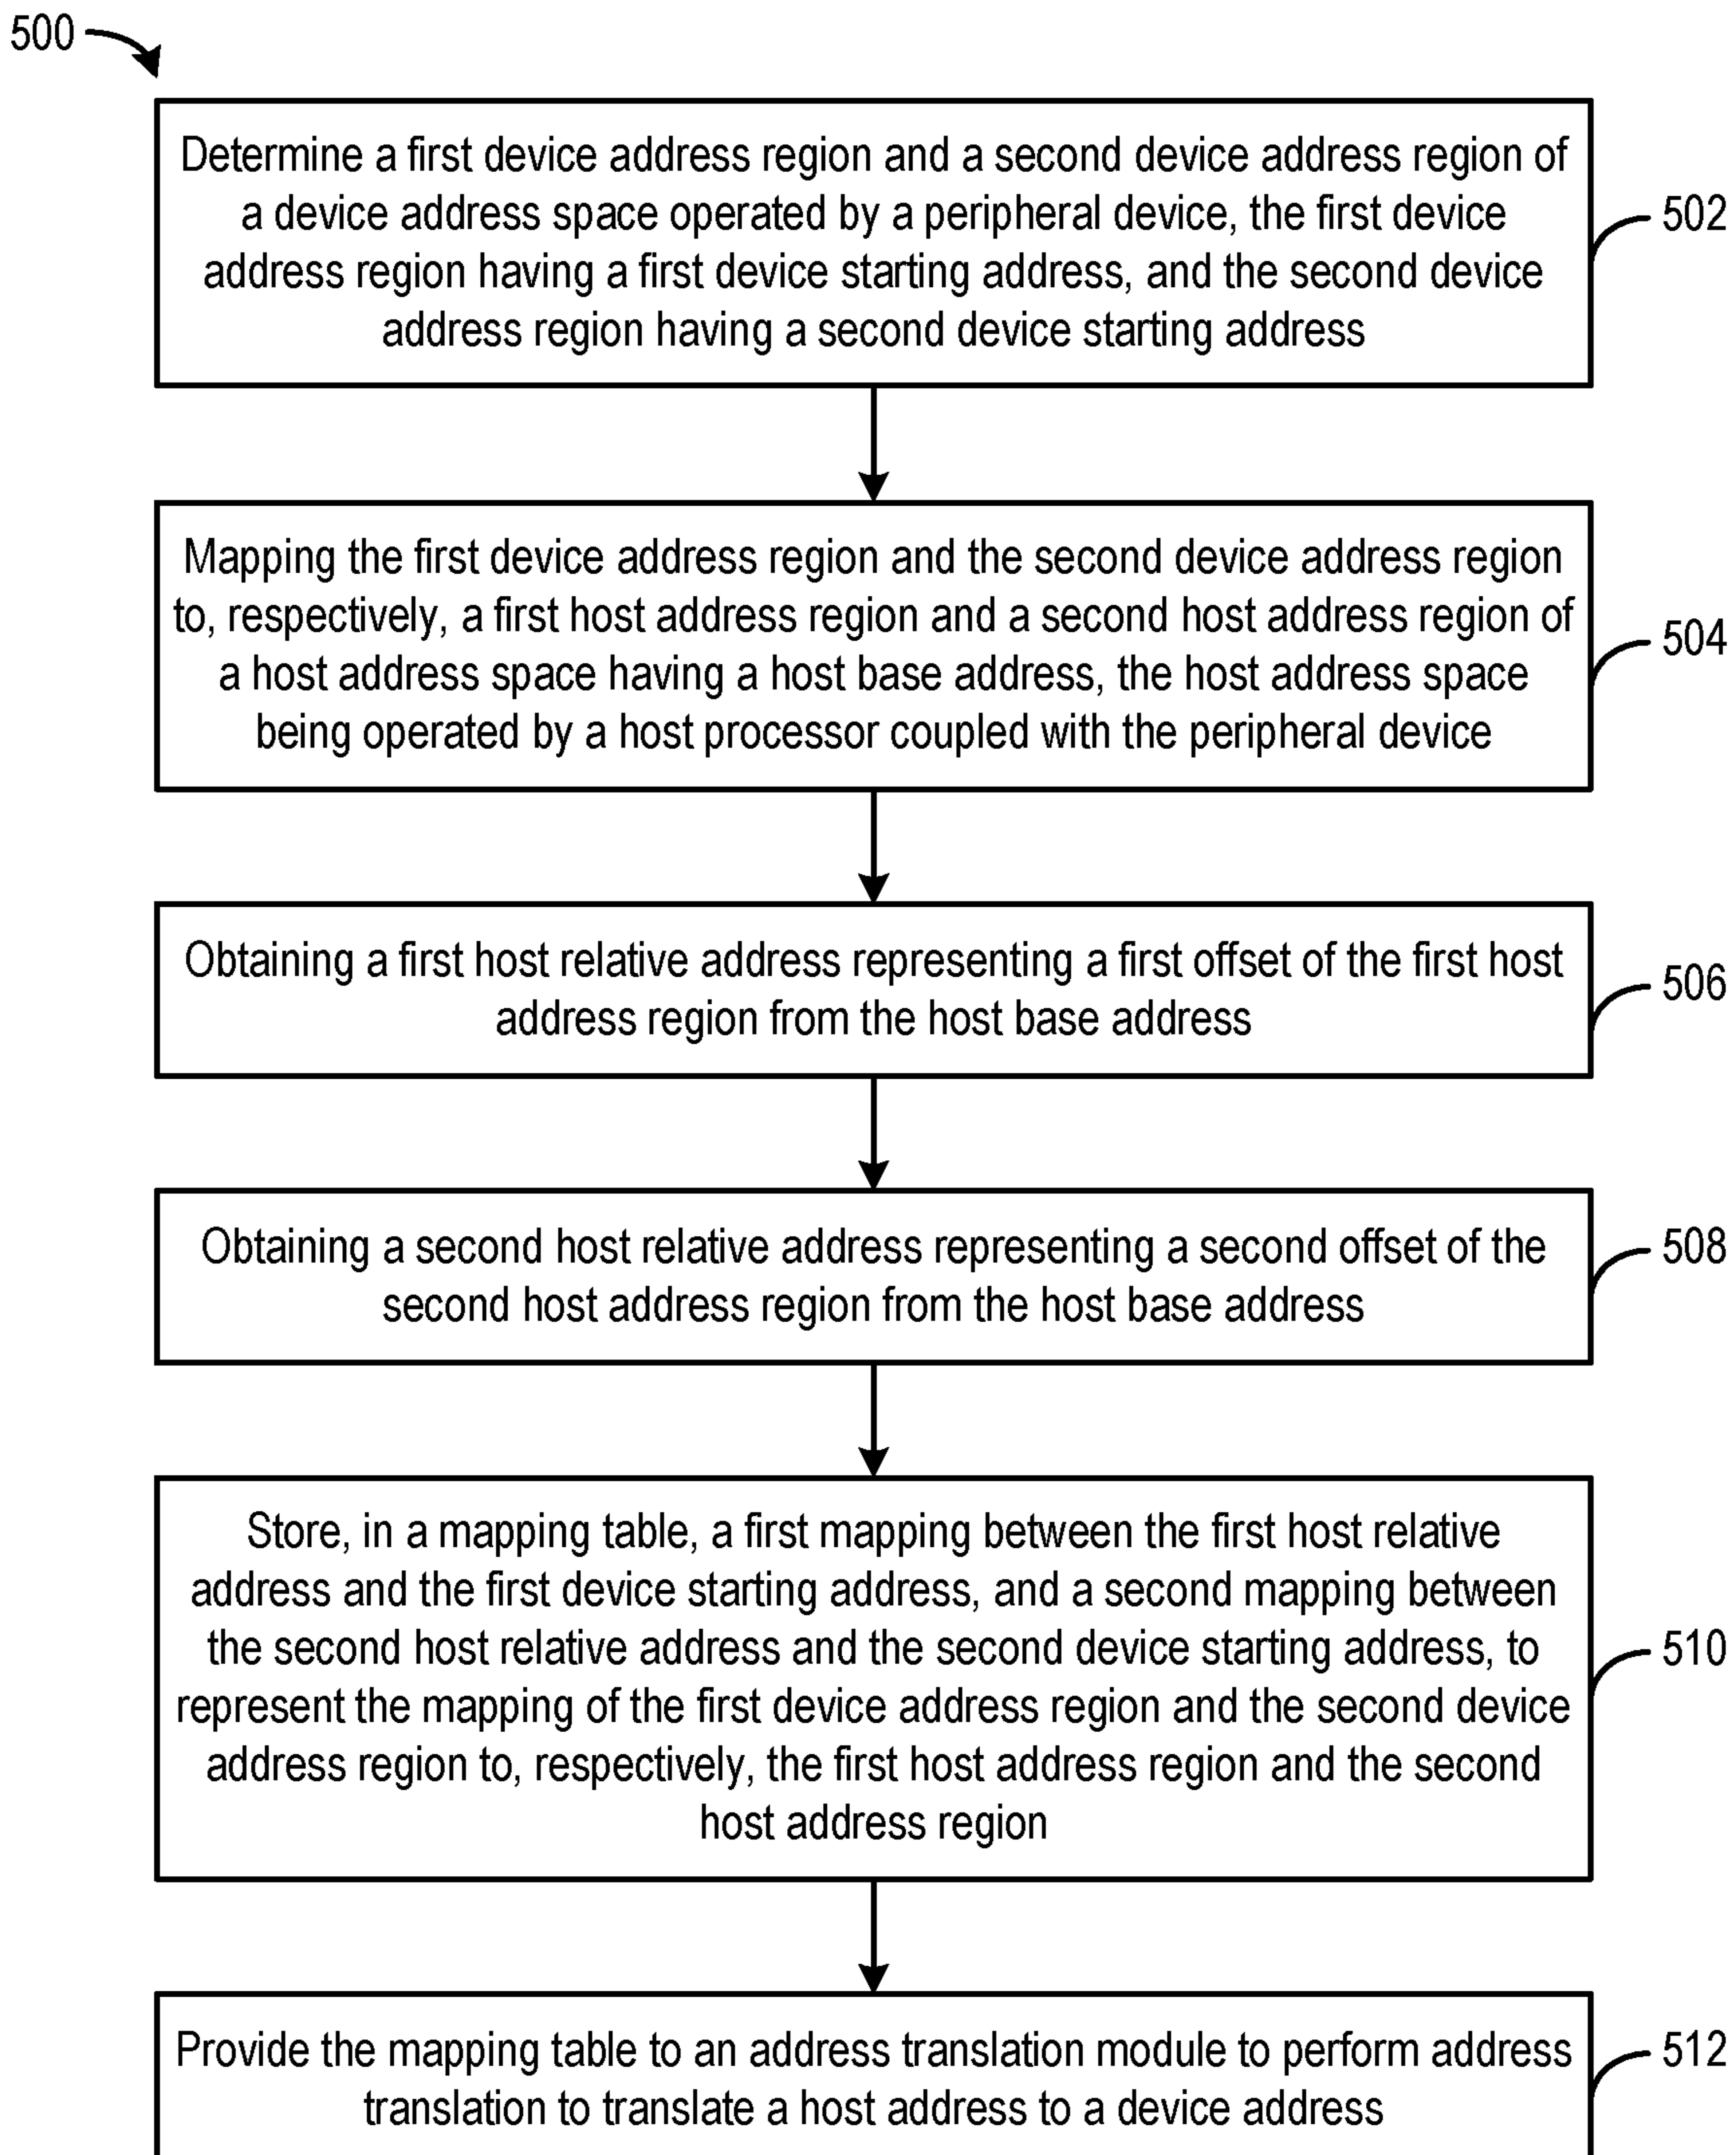 500
Determine a first device address region and a second device address region of
a device address space operated by a peripheral device, the first device
address region having a first device starting address, and the second device
address region having a second device starting address
502
Mapping the first device address region and the second device address region
to, respectively, a first host address region and a second host address region of
a host address space having a host base address, the host address space
being operated by a host processor coupled with the peripheral device
504
Obtaining a first host relative address representing a first offset of the first host
address region from the host base address
506
Obtaining a second host relative address representing a second offset of the
second host address region from the host base address
508
Store, in a mapping table, a first mapping between the first host relative
address and the first device starting address, and a second mapping between
the second host relative address and the second device starting address, to
represent the mapping of the first device address region and the second device
address region to, respectively, the first host address region and the second
host address region
510
Provide the mapping table to an address translation module to perform address
translation to translate a host address to a device address
512